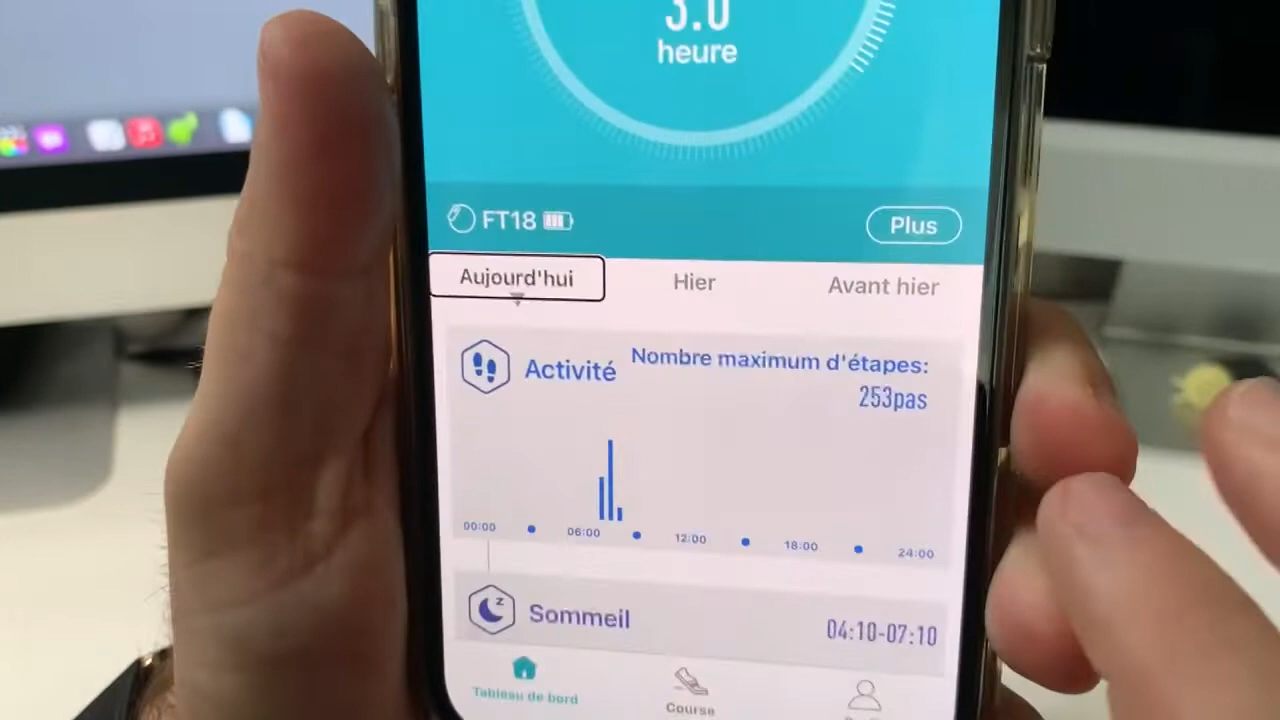 3.0
heure
FT18
Plus
Aujourd'hui
Hier
Avant hier
Activité
Nombre maximum d'étapes:
253pas
00:00
06:00
12:00
18:00
24:00
z
Sommeil
04:10-07:10
Tableau de bord
Course